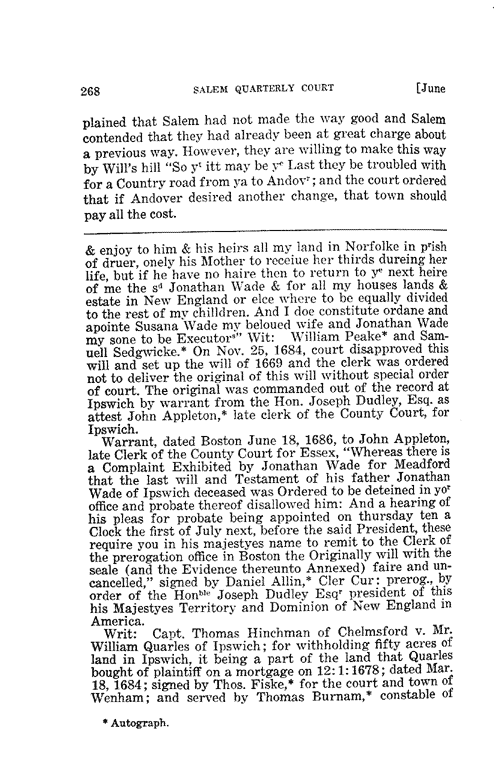 268 SALEM QUARTERLY COURT [June
plained that Salem had not made the way good and Salem
contended that they had already been at great charge about
a previous way. However, they are willing to make this way
by Will's hill "So yᵗ itt may be yᵉ Last they be troubled with
for a Country road from ya to Andovʳ; and the court ordered
that if Andover desired another change, that town should
pay all the cost.
& enjoy to him & his heirs all my land in Norfolke in pʳish
of druer, onely his Mother to receiue her thirds dureing her
life, but if he have no haire then to return to yᵉ next heire
of me the sᵈ Jonathan Wade & for all my houses lands &
estate in New England or elce where to be equally divided
to the rest of my chilldren. And I doe constitute ordane and
apointe Susana Wade my beloued wife and Jonathan Wade
my sone to be Executorˢ" Wit: William Peake* and Sam-
uell Sedgwicke.* On Nov. 25, 1684, court disapproved this
will and set up the will of 1669 and the clerk was ordered
not to deliver the original of this will without special order
of court. The original was commanded out of the record at
Ipswich by warrant from the Hon. Joseph Dudley, Esq. as
attest John Appleton,* late clerk of the County Court, for
Ipswich.
Warrant, dated Boston June 18, 1686, to John Appleton,
late Clerk of the County Court for Essex, "Whereas there is
a Complaint Exhibited by Jonathan Wade for Meadford
that the last will and Testament of his father Jonathan
Wade of Ipswich deceased was Ordered to be deteined in yoʳ
office and probate thereof disallowed him: And a hearing of
his pleas for probate being appointed on thursday ten a
Clock the first of July next, before the said President, these
require you in his majestyes name to remit to the Clerk of
the prerogation office in Boston the Originally will with the
seale (and the Evidence thereunto Annexed) faire and un-
cancelled," signed by Daniel Allin,* Cler Cur: prerog., by
order of the Honᵇˡᵉ Joseph Dudley Esqʳ president of this
his Majestyes Territory and Dominion of New England in
America.
Writ: Capt. Thomas Hinchman of Chelmsford v. Mr.
William Quarles of Ipswich; for withholding fifty acres of
land in Ipswich, it being a part of the land that Quarles
bought of plaintiff on a mortgage on 12:1:1678; dated Mar.
18, 1684; signed by Thos. Fiske,* for the court and town of
Wenham; and served by Thomas Burnam,* constable of
* Autograph.